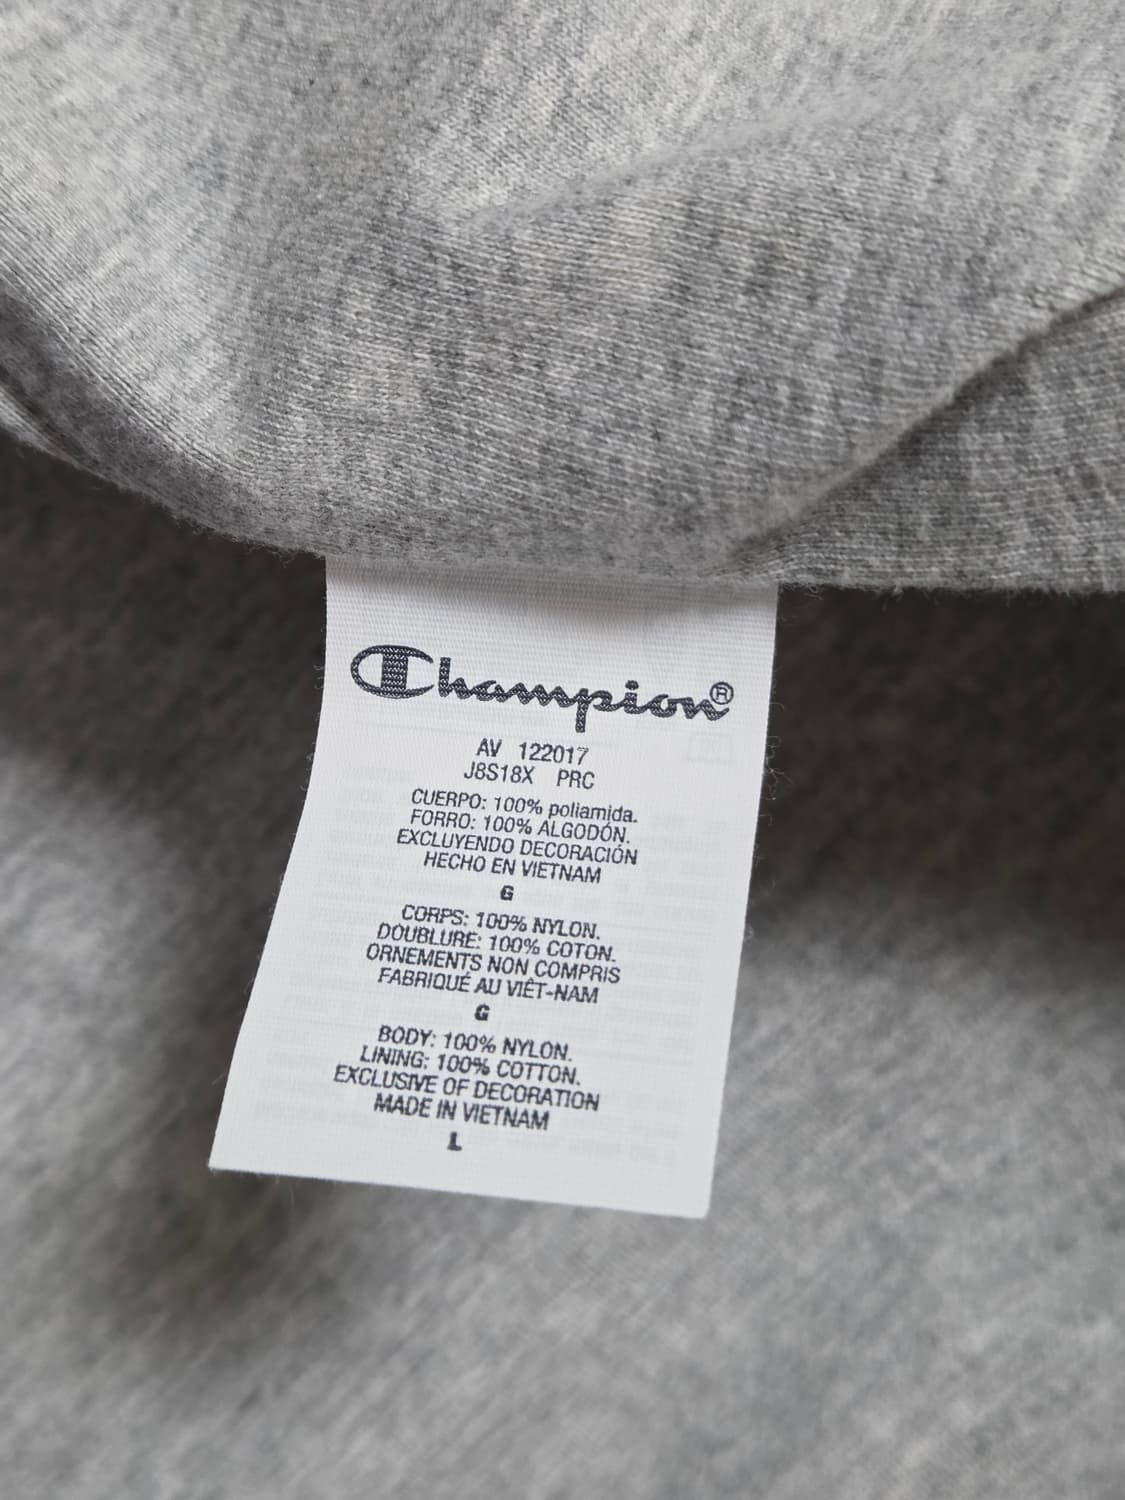 Champion®
AV 122017
J8S18X PRC
CUERPO: 100% poliamida.
FORRO: 100% ALGODÓN.
EXCLUYENDO DECORACIÓN
HECHO EN VIETNAM
G
CORPS: 100% NYLON.
DOUBLURE: 100% COTON.
ORNEMENTS NON COMPRIS
FABRIQUÉ AU VIÊT-NAM
G
BODY: 100% NYLON.
LINING: 100% COTTON.
EXCLUSIVE OF DECORATION
MADE IN VIETNAM
L